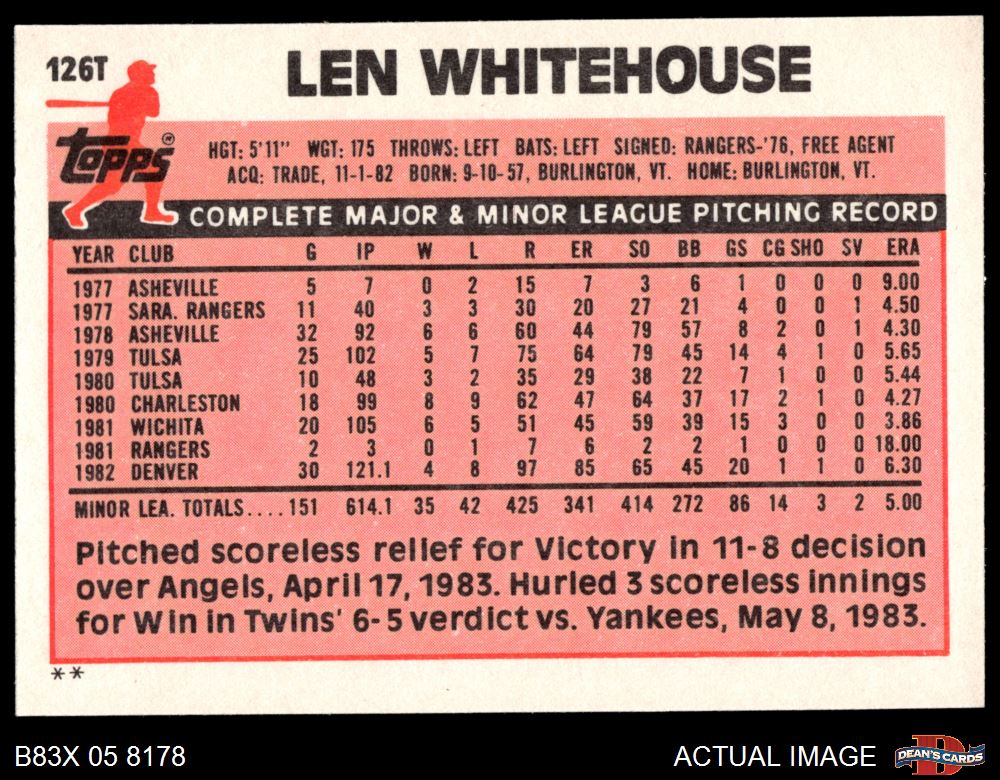 126T
LEN WHITEHOUSE
topps®
HGT: 5'11" WGT: 175 THROWS: LEFT BATS: LEFT SIGNED: RANGERS-'76, FREE AGENT
ACQ: TRADE, 11-1-82 BORN: 9-10-57, BURLINGTON, VT. HOME: BURLINGTON, VT.
COMPLETE MAJOR & MINOR LEAGUE PITCHING RECORD
YEAR CLUB G IP W L R ER SO BB GS CG SHO SV ERA
1977 ASHEVILLE 5 7 0 2 15 7 3 6 1 0 0 0 9.00
1977 SARA. RANGERS 11 40 3 3 30 20 27 21 4 0 0 1 4.50
1978 ASHEVILLE 32 92 6 6 60 44 79 57 8 2 0 1 4.30
1979 TULSA 25 102 5 7 75 64 79 45 14 4 1 0 5.65
1980 TULSA 10 48 3 2 35 29 38 22 7 1 0 0 5.44
1980 CHARLESTON 18 99 8 9 62 47 64 37 17 2 1 0 4.27
1981 WICHITA 20 105 6 5 51 45 59 39 15 3 0 0 3.86
1981 RANGERS 2 3 0 1 7 6 2 2 1 0 0 0 18.00
1982 DENVER 30 121.1 4 8 97 85 65 45 20 1 1 0 6.30
MINOR LEA. TOTALS.... 151 614.1 35 42 425 341 414 272 86 14 3 2 5.00
Pitched scoreless relief for Victory in 11-8 decision
over Angels, April 17, 1983. Hurled 3 scoreless innings
for Win in Twins' 6-5 verdict vs. Yankees, May 8, 1983.
**
B83X 05 8178
ACTUAL IMAGE
D
DEAN'S CARDS